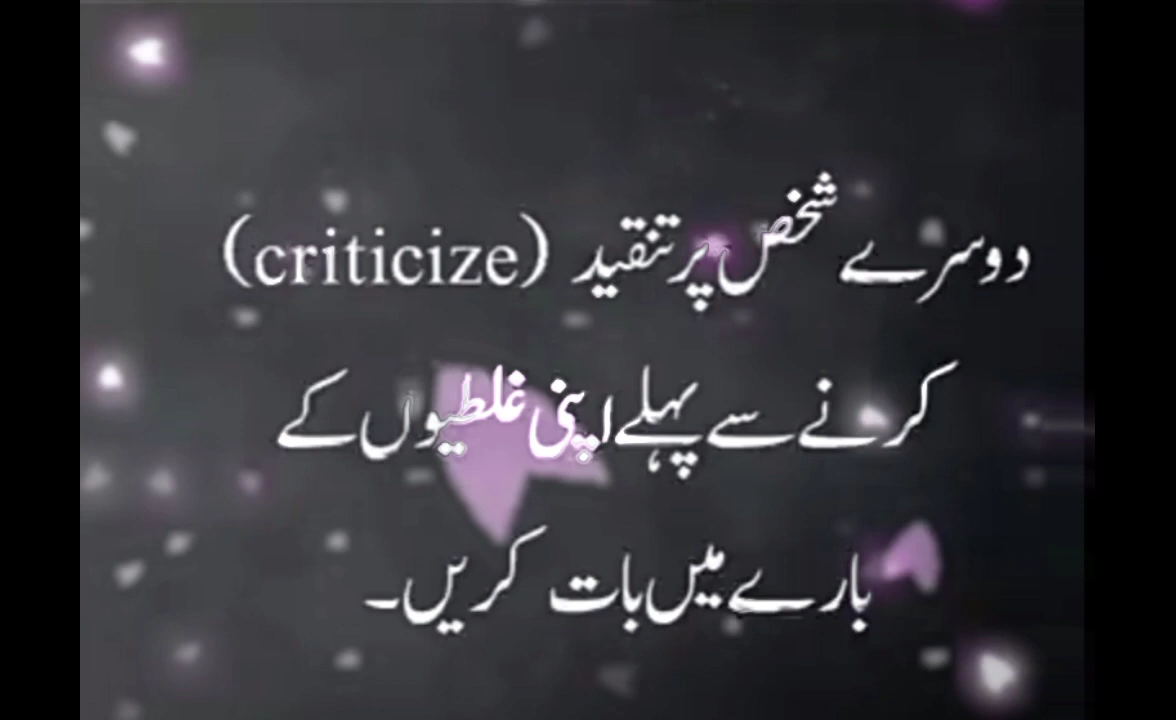 دوسرے شخص پر تنقید (criticize)
کرنے سے پہلے اپنی غلطیوں کے
بارے میں بات کریں۔